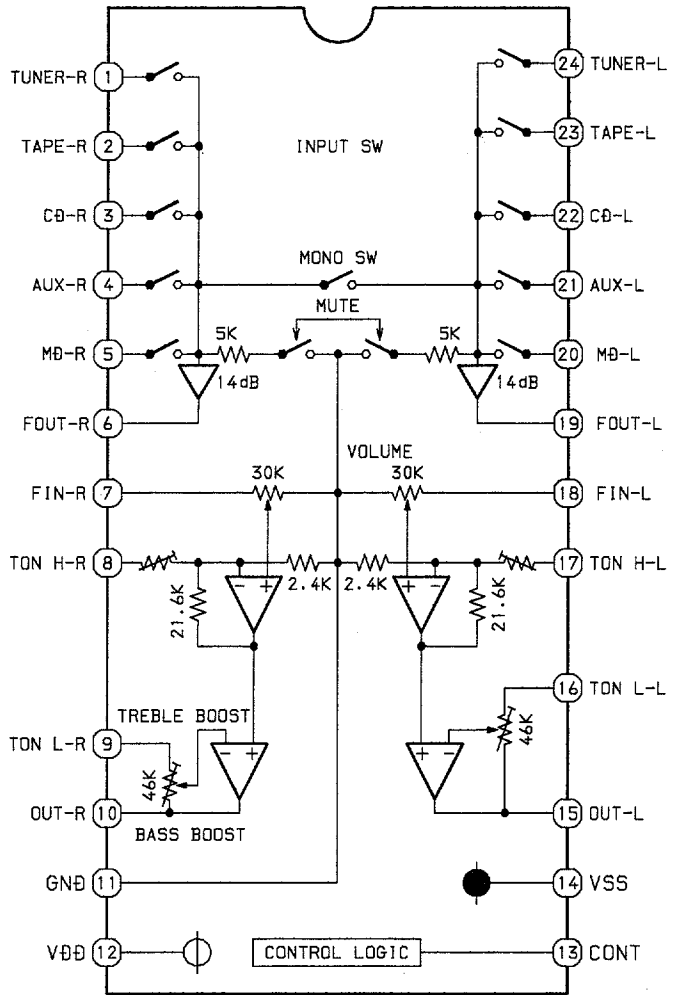 TUNER-R 1 24 TUNER-L
TAPE-R 2 INPUT SW 23 TAPE-L
CD-R 3 22 CD-L
MONO SW
AUX-R 4 21 AUX-L
MUTE
5K 5K
MD-R 5 20 MD-L
14dB 14dB
FOUT-R 6 19 FOUT-L
VOLUME
30K 30K
FIN-R 7 18 FIN-L
TON H-R 8 17 TON H-L
- + + -
2.4K 2.4K
21.6K 21.6K
16 TON L-L
TREBLE BOOST
46K
TON L-R 9
- + + -
46K
OUT-R 10 15 OUT-L
BASS BOOST
GND 11 14 VSS
VDD 12 CONTROL LOGIC 13 CONT